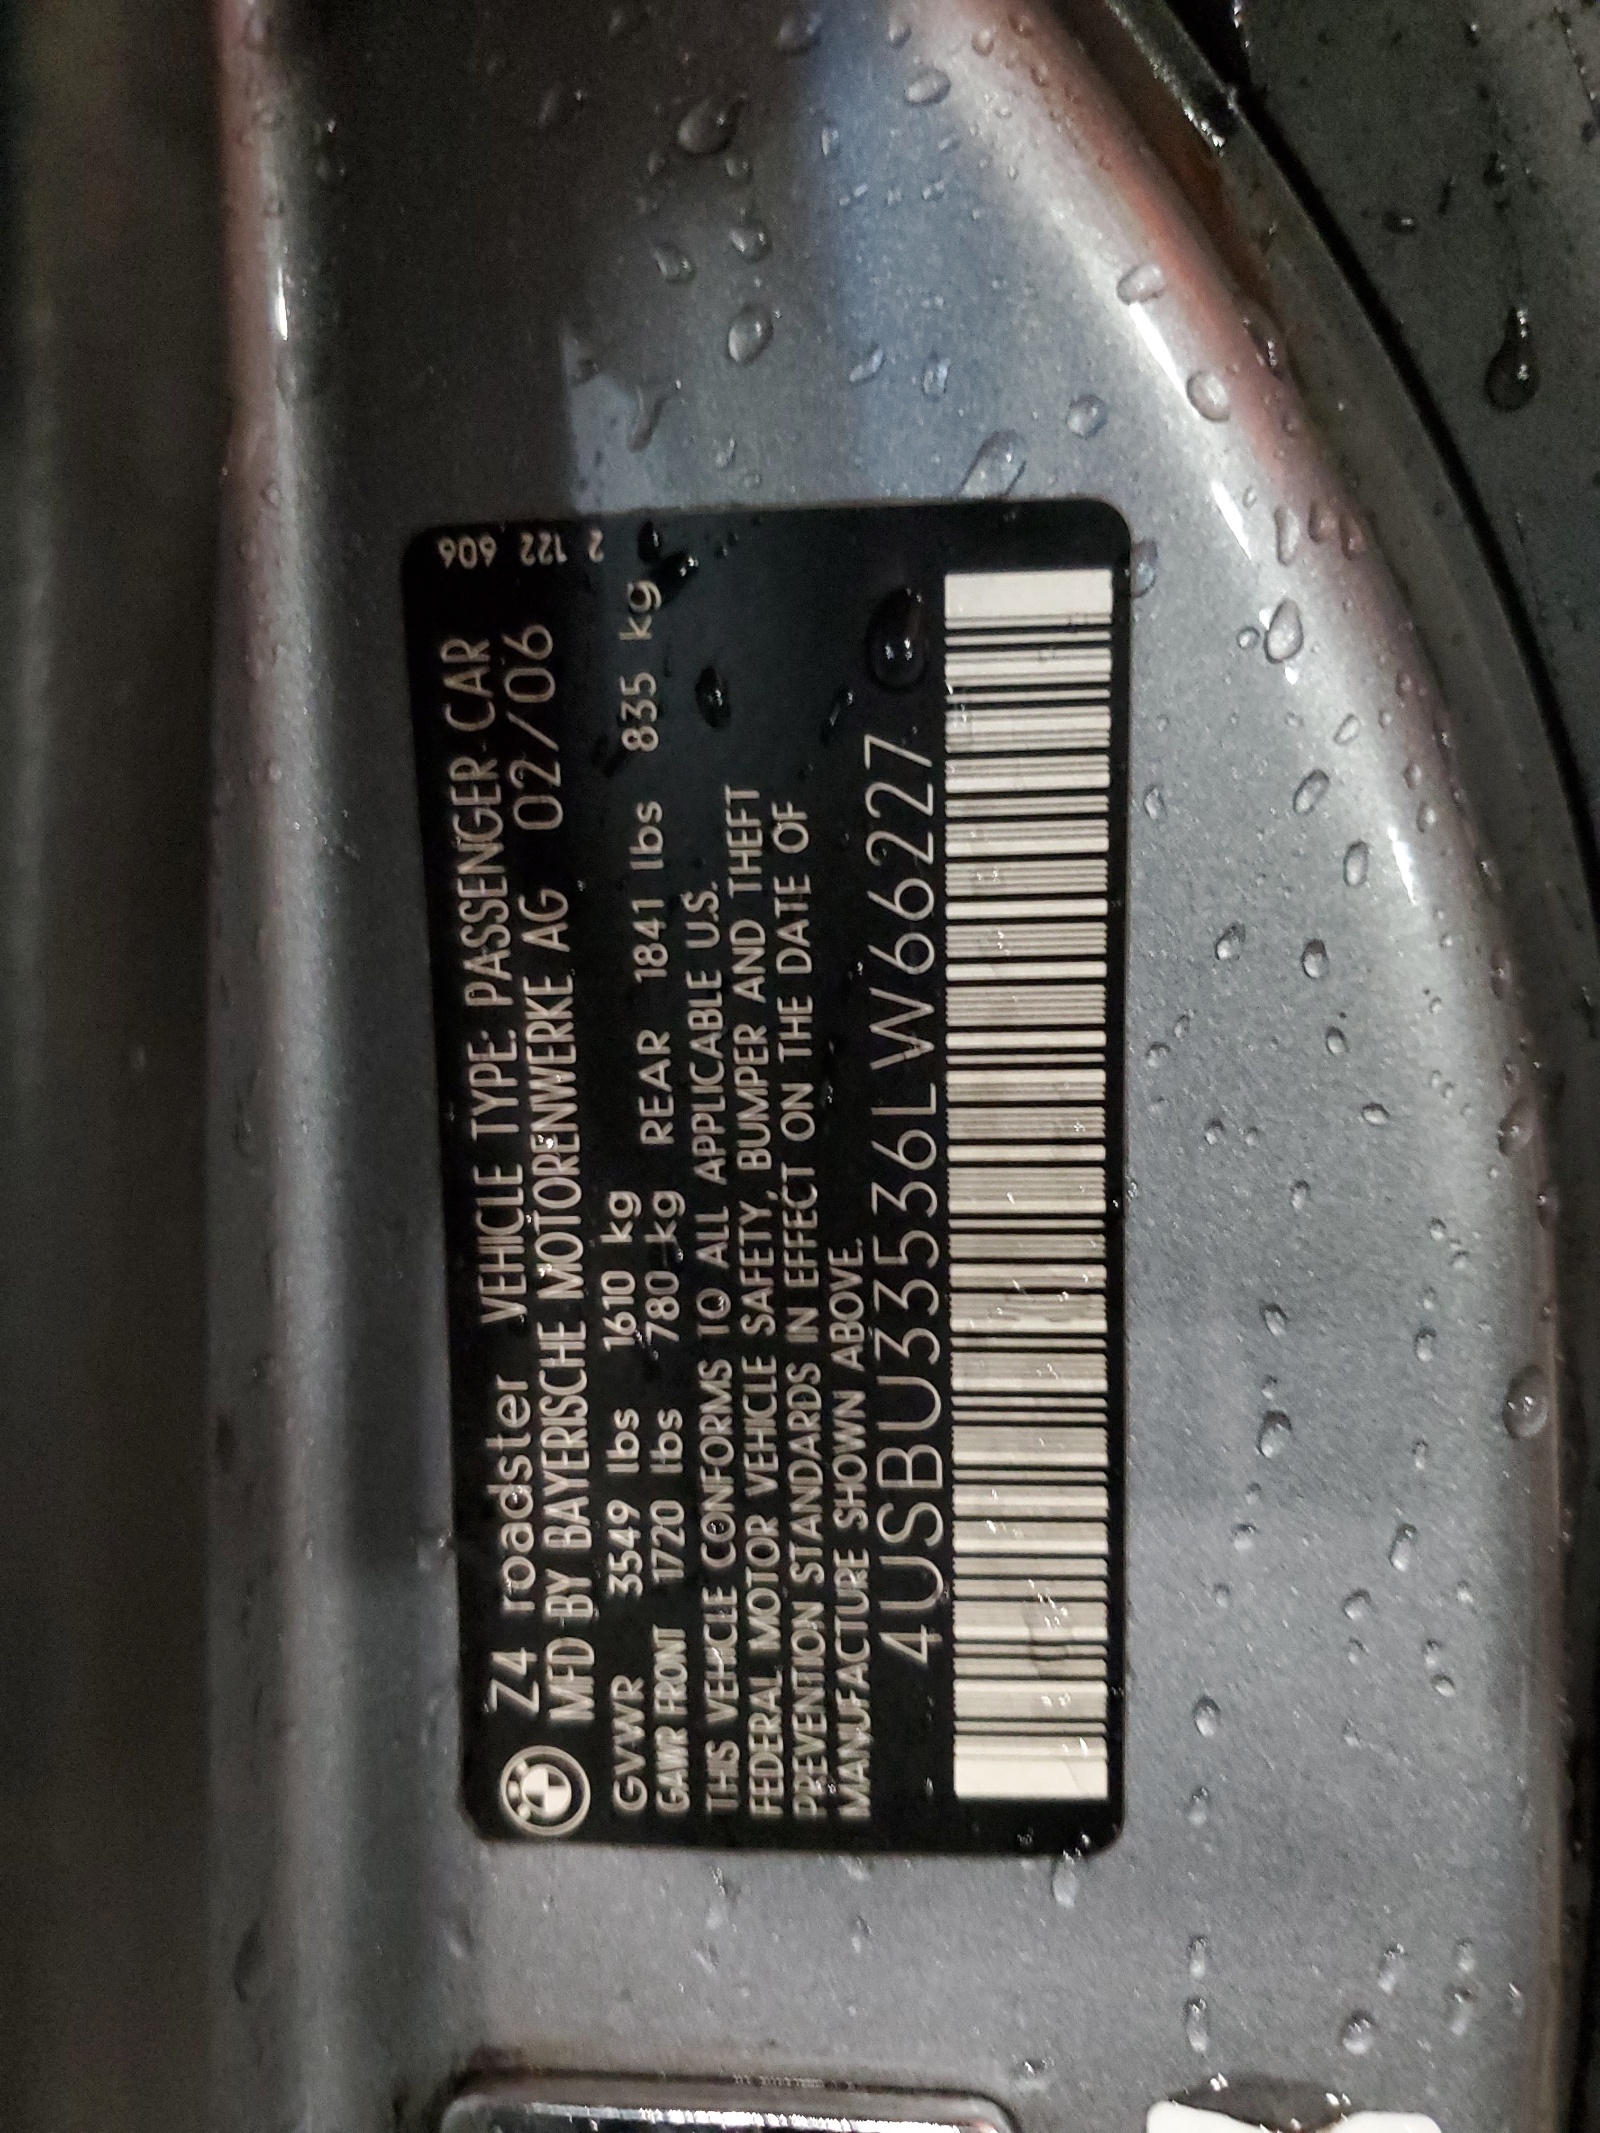 Z4 roadster VEHICLE TYPE: PASSENGER CAR
MFD BY BAYERISCHE MOTORENWERKE AG 02/06
GVWR 3549 lbs 1610 kg
GAWR FRONT 1720 lbs 780 kg REAR 1841 lbs 835 kg
THIS VEHICLE CONFORMS TO ALL APPLICABLE U.S.
FEDERAL MOTOR VEHICLE SAFETY, BUMPER AND THEFT
PREVENTION STANDARDS IN EFFECT ON THE DATE OF
MANUFACTURE SHOWN ABOVE.
4USBU33536LW66227
2 122 606